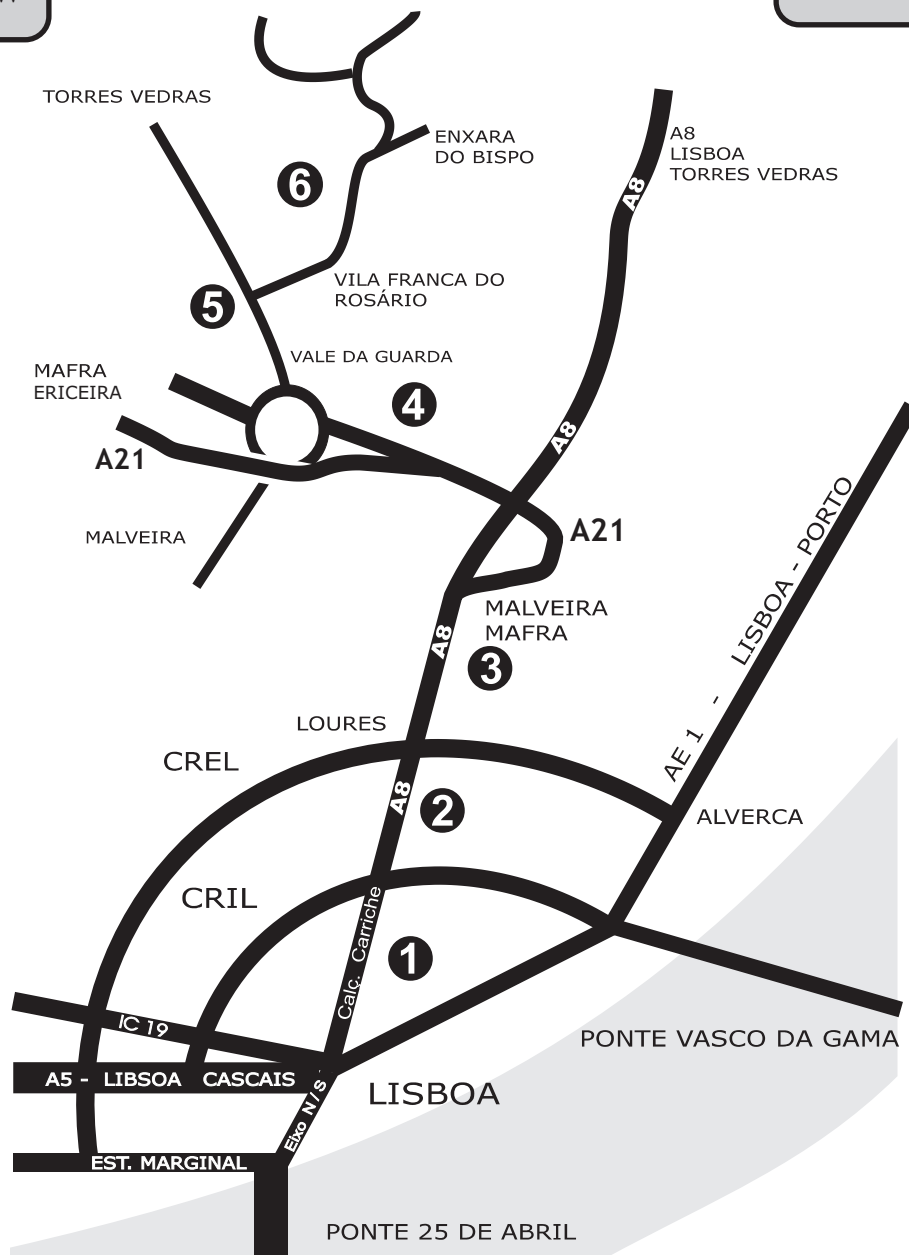 TORRES VEDRAS
ENXARA
DO BISPO
A8
LISBOA
TORRES VEDRAS
A8
6
VILA FRANCA DO
ROSÁRIO
5
VALE DA GUARDA
MAFRA
ERICEIRA
4
A8
A21
A21
MALVEIRA
LISBOA - PORTO
AE 1 -
MALVEIRA
MAFRA
A8
3
LOURES
CREL
A8
2
ALVERCA
CRIL
Calç. Carriche
1
IC 19
PONTE VASCO DA GAMA
A5 - LIBSOA CASCAIS
LISBOA
Eixo N/S
EST. MARGINAL
PONTE 25 DE ABRIL